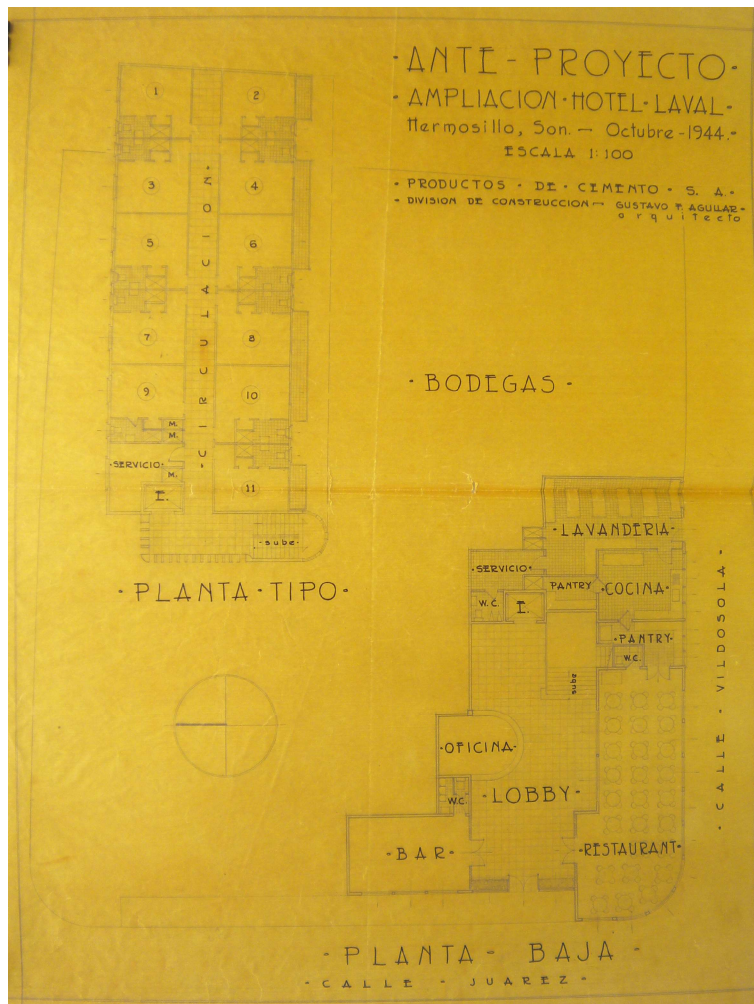 ·ANTE-PROYECTO·
·AMPLIACION·HOTEL·LAVAL·
Hermosillo, Son.— Octubre-1944.-
ESCALA 1:100
·PRODUCTOS·DE·CEMENTO·S. A.·
·DIVISION DE CONSTRUCCION— GUSTAVO F. AGUILAR·
arquitecto
1
2
3
4
5
6
7
8
9
10
11
·CIRCULACION·
M.
M.
·SERVICIO·
M.
E.
·sube·
·PLANTA·TIPO·
·BODEGAS·
·LAVANDERIA·
·SERVICIO·
PANTRY
·COCINA·
W.C.
E.
·PANTRY·
W.C.
sube
·OFICINA·
W.C.
·LOBBY·
·BAR·
·RESTAURANT·
·CALLE·VILDOSOLA·
·PLANTA-BAJA·
·CALLE·JUAREZ·